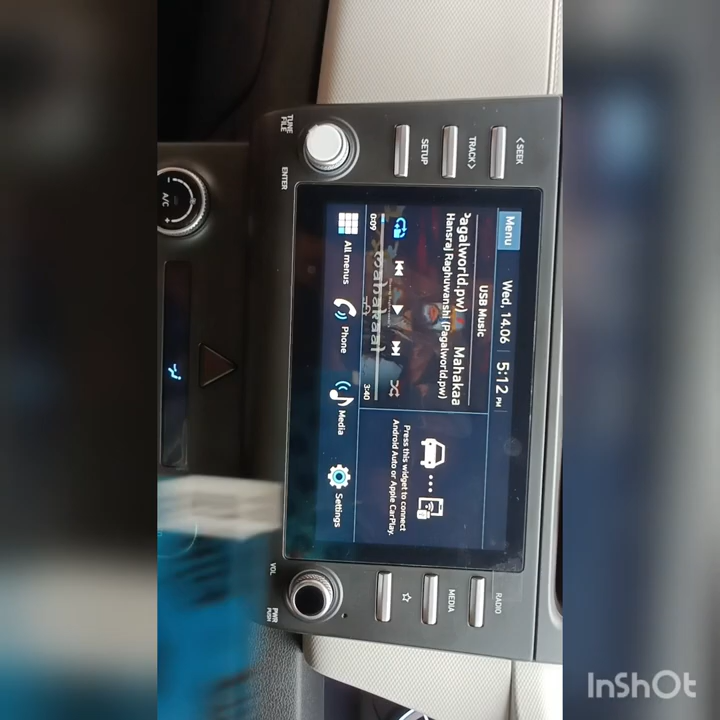 < SEEK
TRACK >
SETUP
TUNE
FILE
ENTER
A/C
Menu
Wed, 14.06
5:12 PM
USB Music
Pagalworld.pw)
Mahakaa
Hansraj Raghuwanshi (Pagalworld.pw)
0:09
3:40
Press this widget to connect
Android Auto or Apple CarPlay.
All menus
Phone
Media
Settings
RADIO
MEDIA
VOL
PWR
PUSH
InShOt